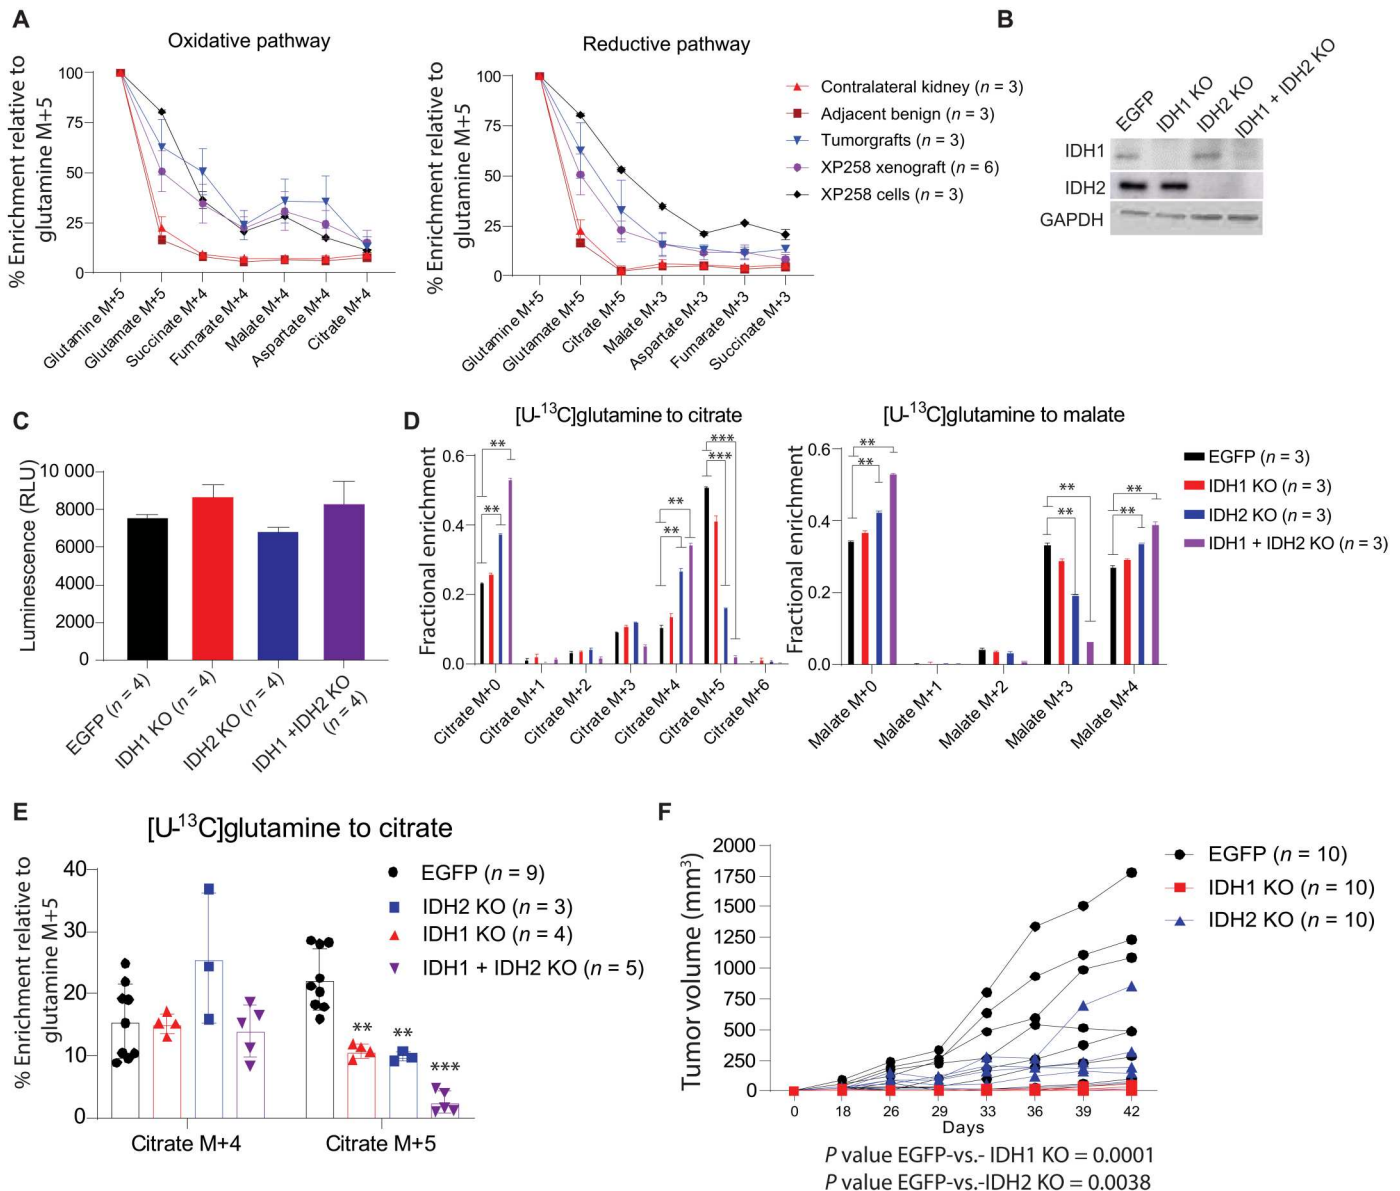 A
Oxidative pathway
% Enrichment relative to
glutamine M+5
100
75
50
25
0
Glutamine M+5
Glutamate M+5
Succinate M+4
Fumarate M+4
Malate M+4
Aspartate M+4
Citrate M+4
Reductive pathway
% Enrichment relative to
glutamine M+5
100
75
50
25
0
Glutamine M+5
Glutamate M+5
Citrate M+5
Malate M+3
Aspartate M+3
Fumarate M+3
Succinate M+3
Contralateral kidney (n = 3)
Adjacent benign (n = 3)
Tumorgrafts (n = 3)
XP258 xenograft (n = 6)
XP258 cells (n = 3)
B
EGFP
IDH1 KO
IDH2 KO
IDH1 + IDH2 KO
IDH1
IDH2
GAPDH
C
Luminescence (RLU)
10 000
8000
6000
4000
2000
0
EGFP (n = 4)
IDH1 KO (n = 4)
IDH2 KO (n = 4)
IDH1 +IDH2 KO
(n = 4)
D
[U-¹³C]glutamine to citrate
Fractional enrichment
0.6
0.4
0.2
0.0
**
**
**
**
***
***
Citrate M+0
Citrate M+1
Citrate M+2
Citrate M+3
Citrate M+4
Citrate M+5
Citrate M+6
[U-¹³C]glutamine to malate
Fractional enrichment
0.6
0.4
0.2
0.0
**
**
**
**
**
**
Malate M+0
Malate M+1
Malate M+2
Malate M+3
Malate M+4
EGFP (n = 3)
IDH1 KO (n = 3)
IDH2 KO (n = 3)
IDH1 + IDH2 KO (n = 3)
E
[U-¹³C]glutamine to citrate
% Enrichment relative to
glutamine M+5
40
30
20
10
0
**
**
***
Citrate M+4
Citrate M+5
EGFP (n = 9)
IDH2 KO (n = 3)
IDH1 KO (n = 4)
IDH1 + IDH2 KO (n = 5)
F
Tumor volume (mm³)
2000
1750
1500
1250
1000
750
500
250
0
0
18
26
29
33
36
39
42
Days
EGFP (n = 10)
IDH1 KO (n = 10)
IDH2 KO (n = 10)
P value EGFP-vs.- IDH1 KO = 0.0001
P value EGFP-vs.-IDH2 KO = 0.0038